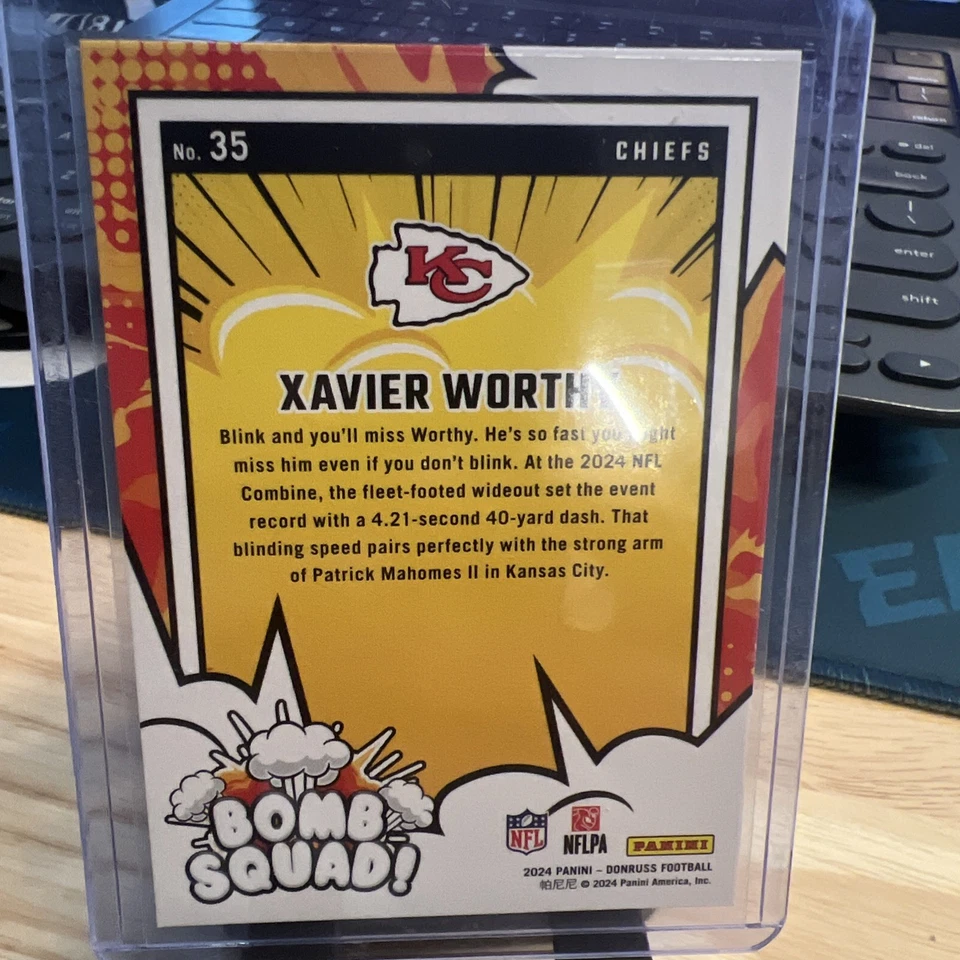 No. 35
CHIEFS
KC
XAVIER WORTHY
Blink and you'll miss Worthy. He's so fast you might
miss him even if you don't blink. At the 2024 NFL
Combine, the fleet-footed wideout set the event
record with a 4.21-second 40-yard dash. That
blinding speed pairs perfectly with the strong arm
of Patrick Mahomes II in Kansas City.
BOMB
SQUAD!
NFL
NFLPA
PANINI
2024 PANINI – DONRUSS FOOTBALL
帕尼尼 © 2024 Panini America, Inc.
return
del
back
enter
shift